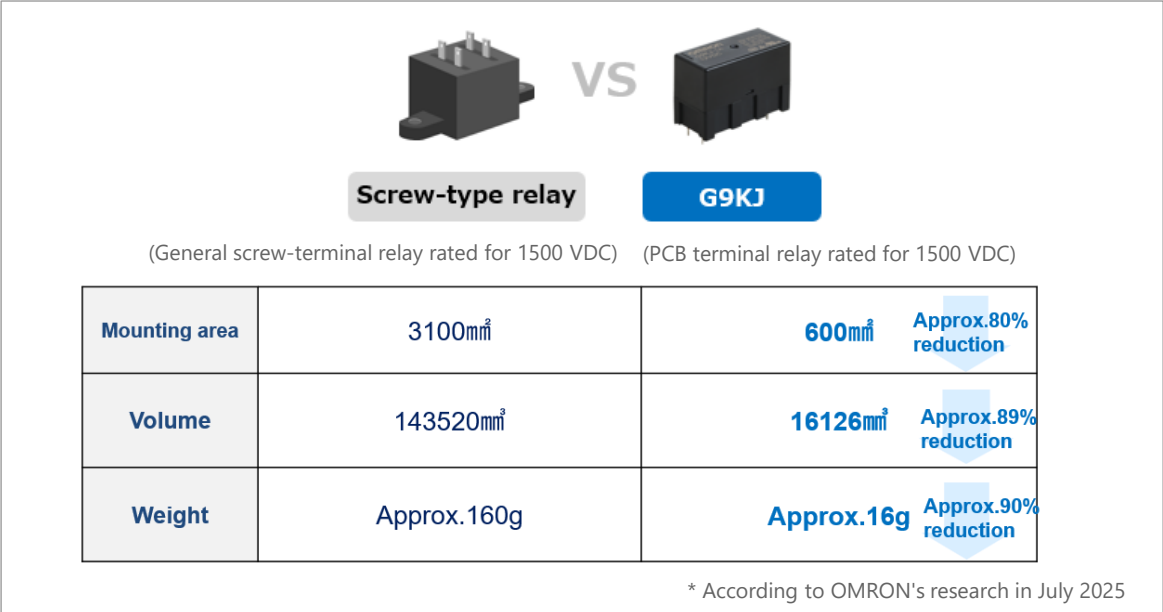 VS
OMRON
Screw-type relay
G9KJ
(General screw-terminal relay rated for 1500 VDC)
(PCB terminal relay rated for 1500 VDC)
Mounting area
3100㎟
600㎟
Approx.80%
reduction
Volume
143520㎣
16126㎣
Approx.89%
reduction
Weight
Approx.160g
Approx.16g
Approx.90%
reduction
* According to OMRON's research in July 2025